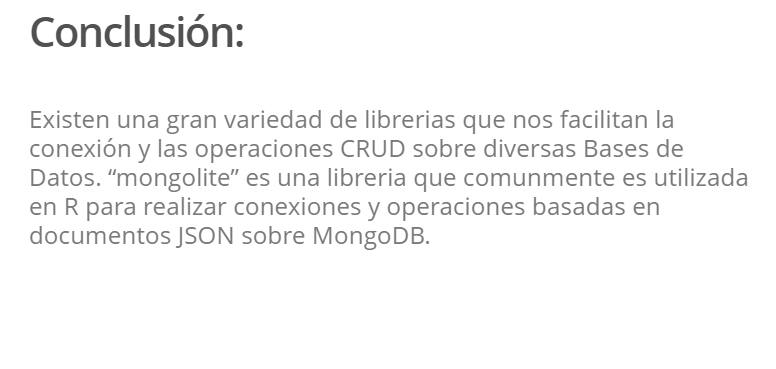 Conclusión:
Existen una gran variedad de librerias que nos facilitan la
conexión y las operaciones CRUD sobre diversas Bases de
Datos. “mongolite” es una libreria que comunmente es utilizada
en R para realizar conexiones y operaciones basadas en
documentos JSON sobre MongoDB.